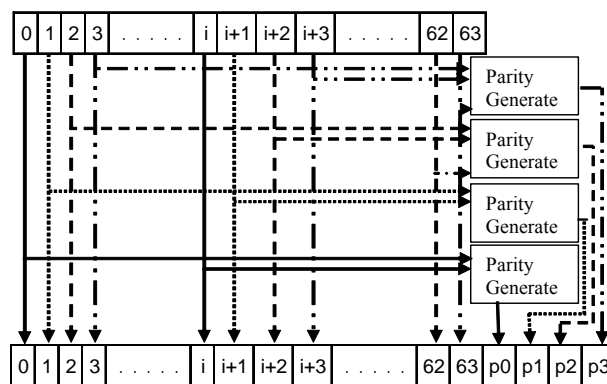 0 1 2 3 . . . . . i i+1 i+2 i+3 . . . . . 62 63
Parity
Generate
Parity
Generate
Parity
Generate
Parity
Generate
0 1 2 3 . . . . . i i+1 i+2 i+3 . . . . . 62 63 p0 p1 p2 p3